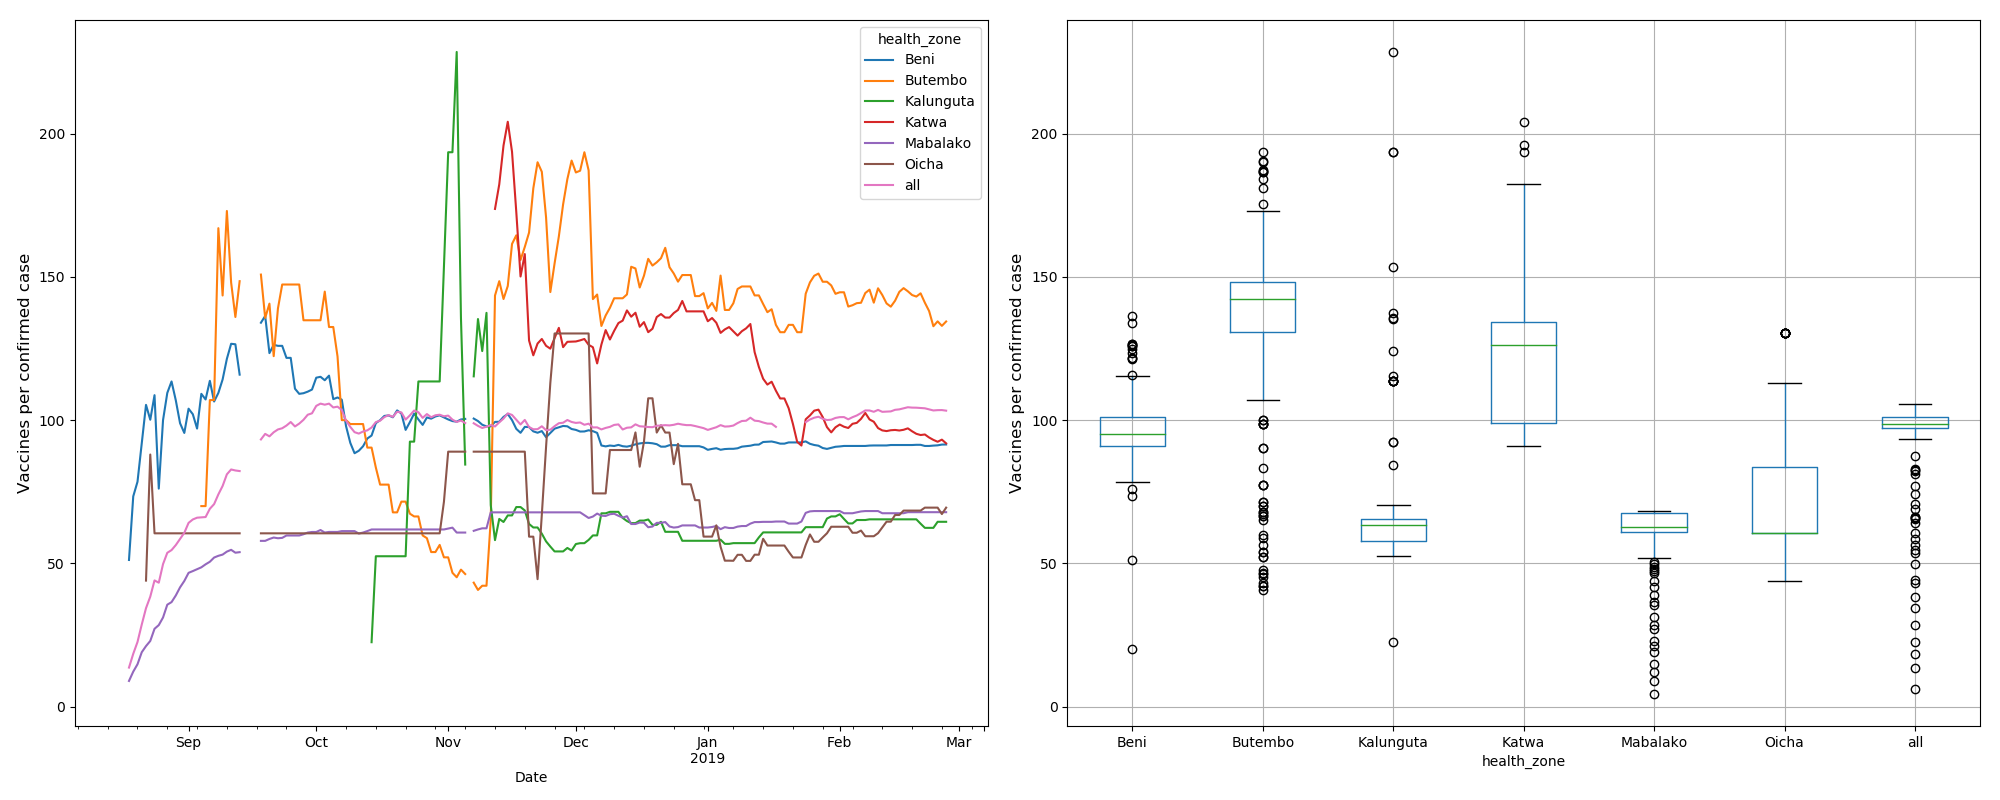 Vaccines per confirmed case
200
150
100
50
0
Sep Oct Nov Dec Jan Feb Mar
2019
Date
health_zone
Beni
Butembo
Kalunguta
Katwa
Mabalako
Oicha
all
Vaccines per confirmed case
200
150
100
50
0
Beni Butembo Kalunguta Katwa Mabalako Oicha all
health_zone